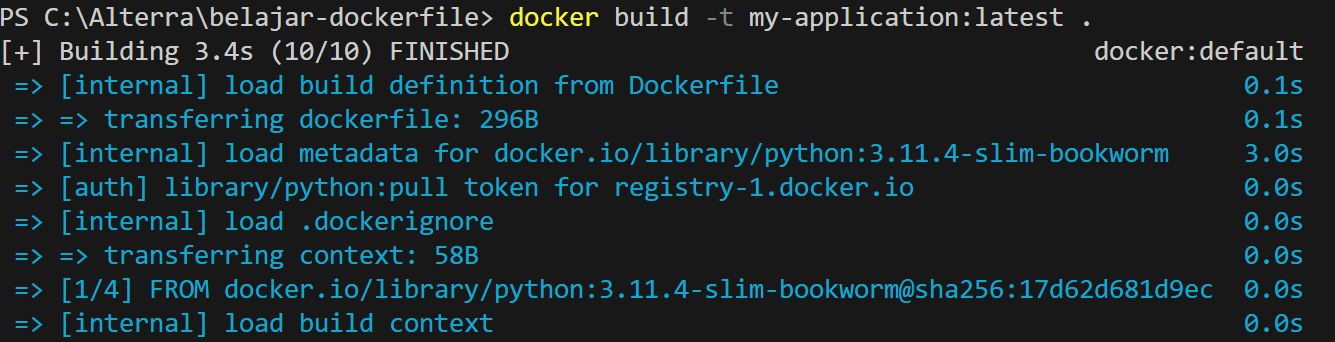 PS C:\Alterra\belajar-dockerfile> docker build -t my-application:latest .
[+] Building 3.4s (10/10) FINISHED docker:default
=> [internal] load build definition from Dockerfile 0.1s
=> => transferring dockerfile: 296B 0.1s
=> [internal] load metadata for docker.io/library/python:3.11.4-slim-bookworm 3.0s
=> [auth] library/python:pull token for registry-1.docker.io 0.0s
=> [internal] load .dockerignore 0.0s
=> => transferring context: 58B 0.0s
=> [1/4] FROM docker.io/library/python:3.11.4-slim-bookworm@sha256:17d62d681d9ec 0.0s
=> [internal] load build context 0.0s